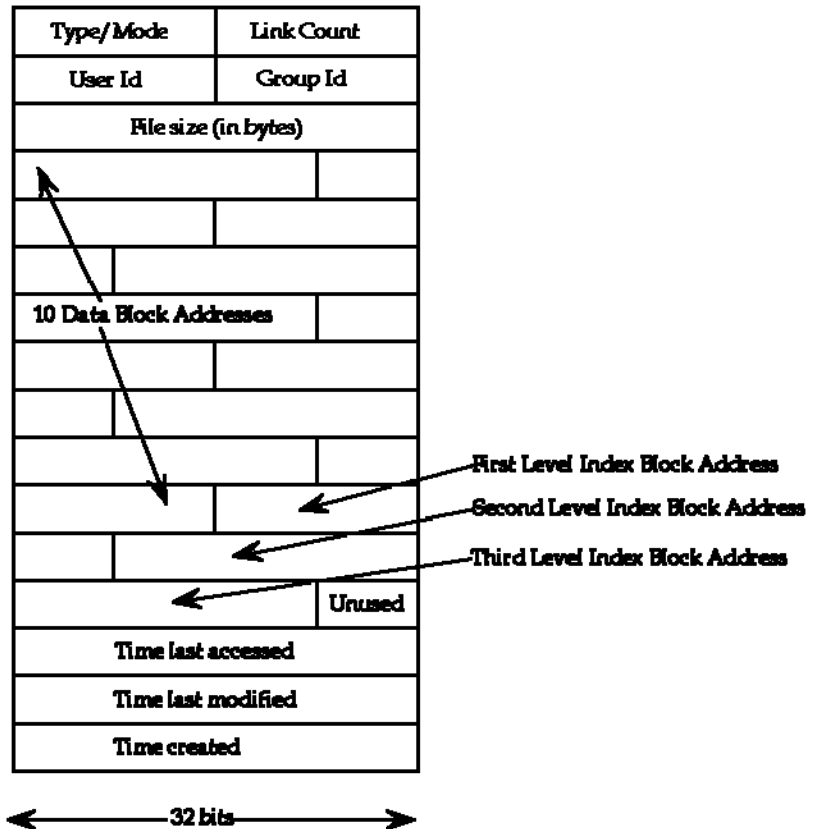 Type/Mode
Link Count
User Id
Group Id
File size (in bytes)
10 Data Block Addresses
First Level Index Block Address
Second Level Index Block Address
Third Level Index Block Address
Unused
Time last accessed
Time last modified
Time created
32 bits